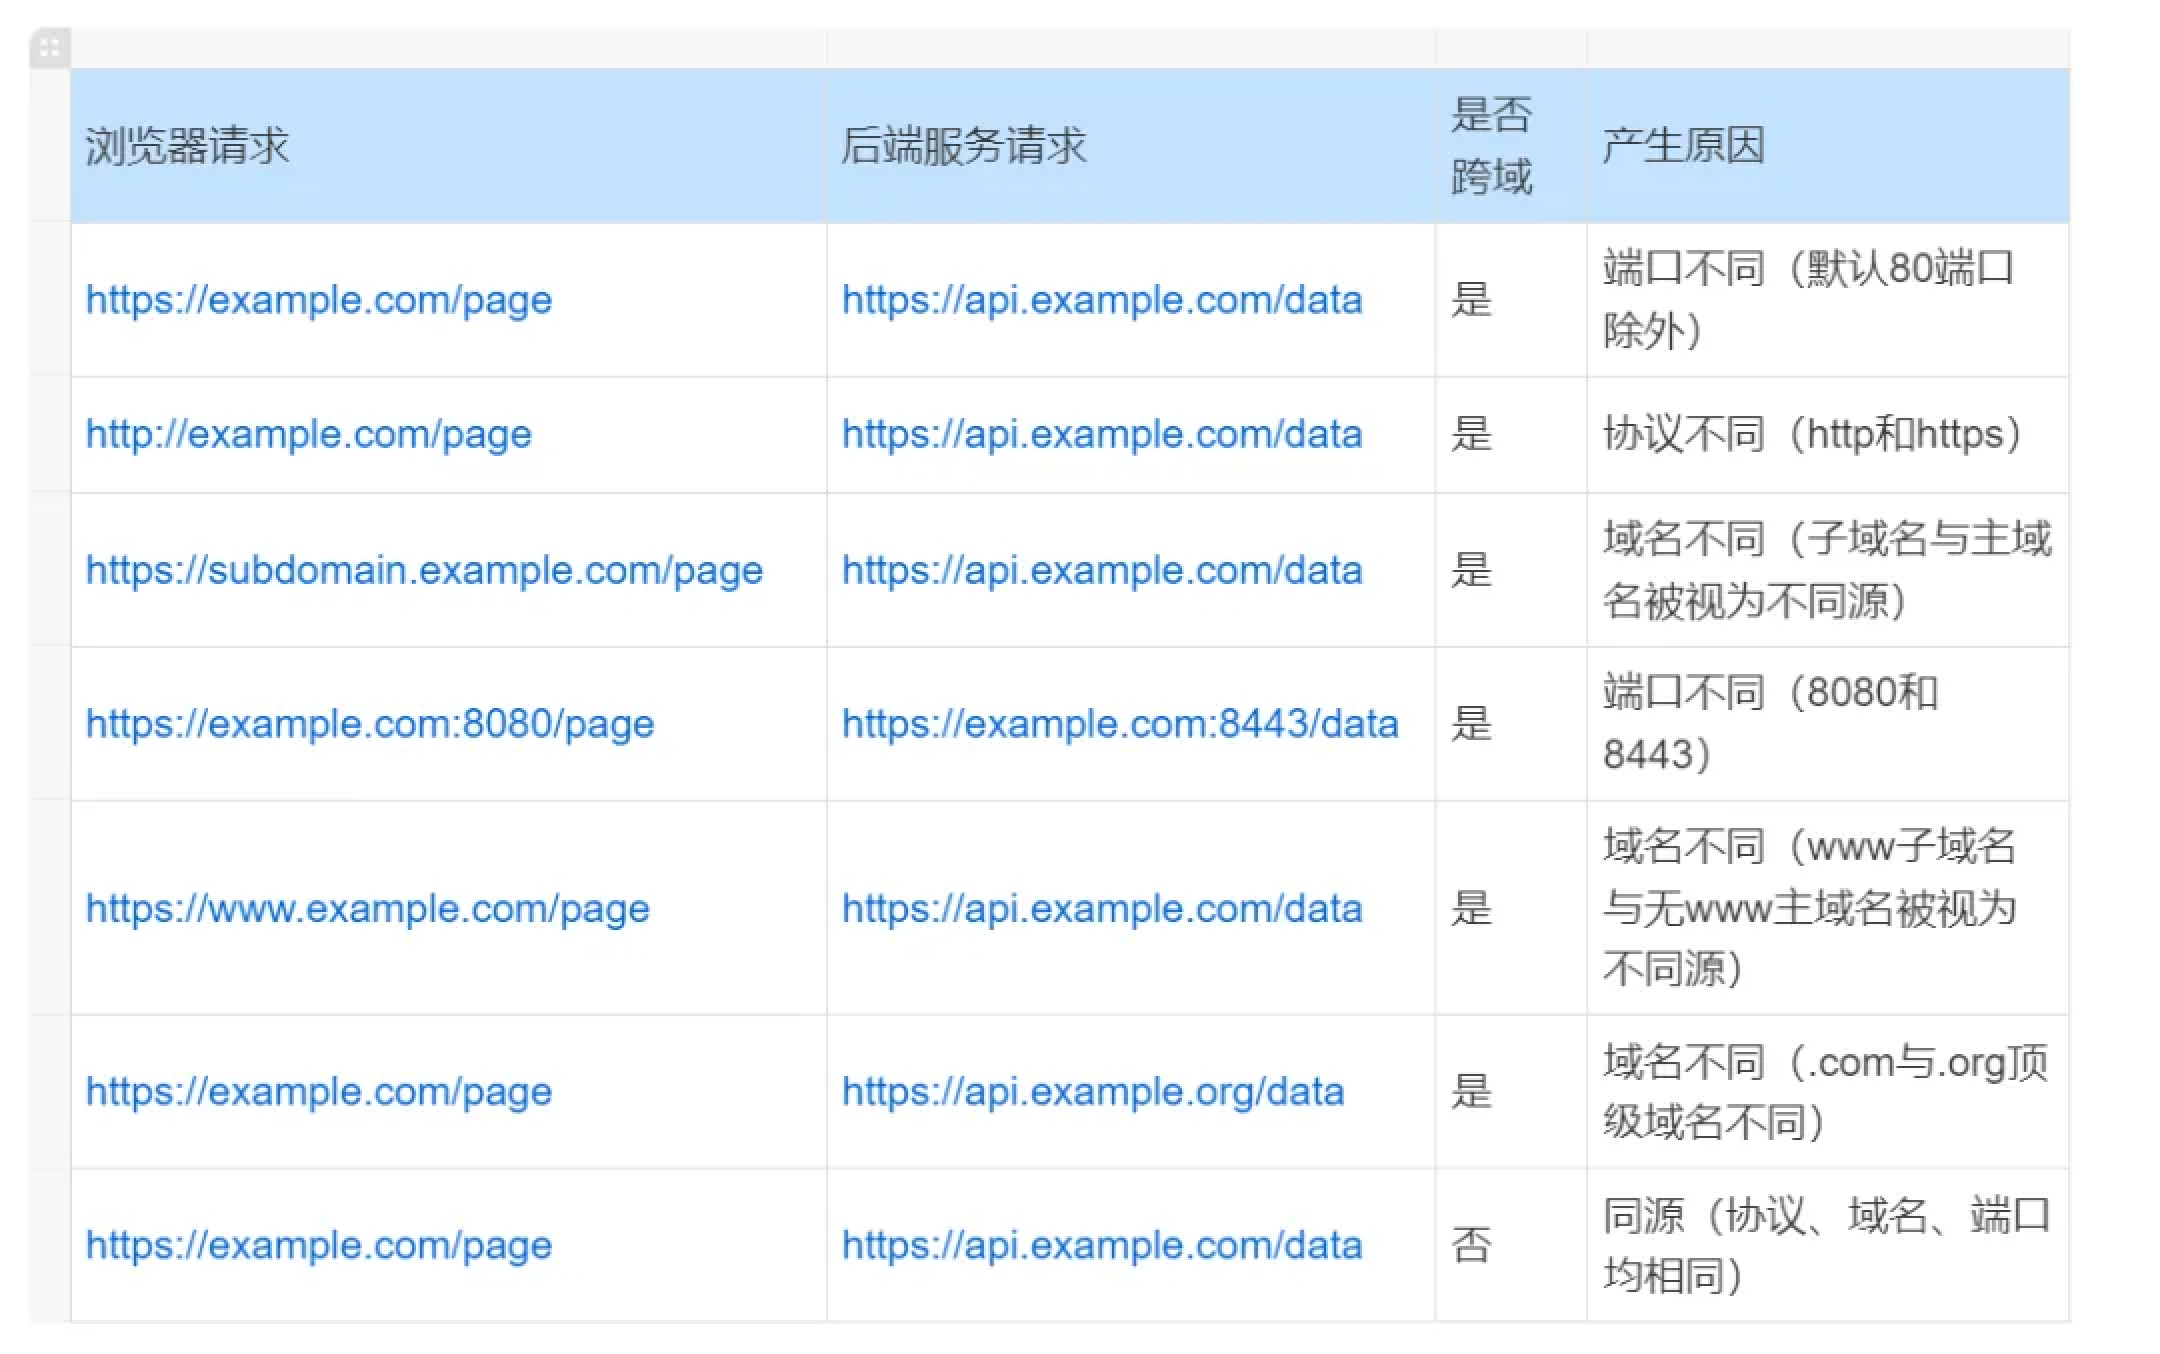 浏览器请求
后端服务请求
是否
跨域
产生原因
https://example.com/page
https://api.example.com/data
是
端口不同（默认80端口
除外）
http://example.com/page
https://api.example.com/data
是
协议不同（http和https）
https://subdomain.example.com/page
https://api.example.com/data
是
域名不同（子域名与主域
名被视为不同源）
https://example.com:8080/page
https://example.com:8443/data
是
端口不同（8080和
8443）
https://www.example.com/page
https://api.example.com/data
是
域名不同（www子域名
与无www主域名被视为
不同源）
https://example.com/page
https://api.example.org/data
是
域名不同（.com与.org顶
级域名不同）
https://example.com/page
https://api.example.com/data
否
同源（协议、域名、端口
均相同）